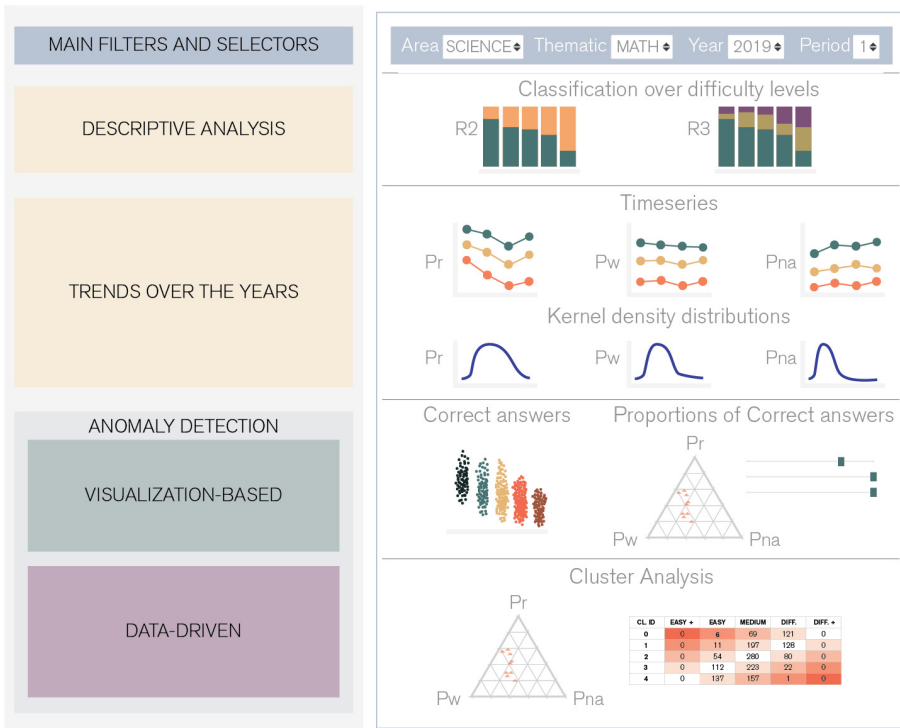 MAIN FILTERS AND SELECTORS
Area SCIENCE Thematic MATH Year 2019 Period 1
DESCRIPTIVE ANALYSIS
Classification over difficulty levels
R2 R3
TRENDS OVER THE YEARS
Timeseries
Pr Pw Pna
Kernel density distributions
Pr Pw Pna
ANOMALY DETECTION
VISUALIZATION-BASED
Correct answers Proportions of Correct answers
Pr
Pw Pna
DATA-DRIVEN
Cluster Analysis
Pr
Pw Pna
CL. ID EASY + EASY MEDIUM DIFF. DIFF. +
0 0 6 69 121 0
1 0 11 197 128 0
2 0 54 280 80 0
3 0 112 223 22 0
4 0 137 157 1 0